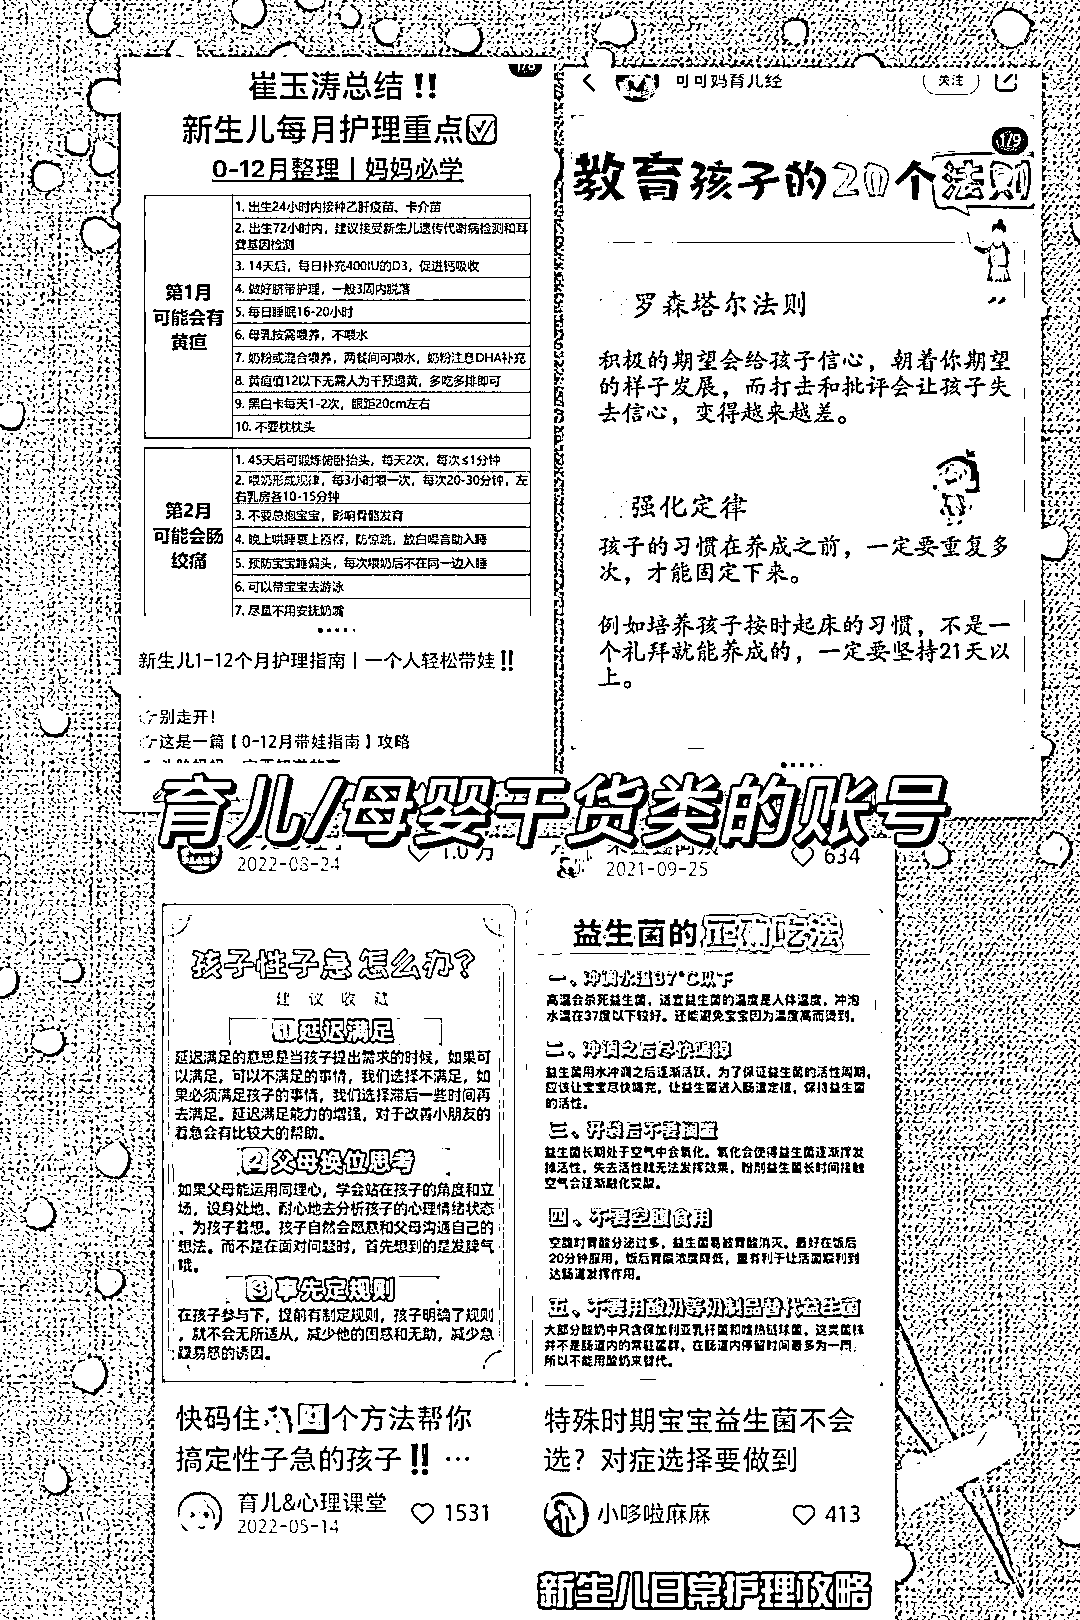 1/8
崔玉涛总结!!
新生儿每月护理重点
0-12月整理|妈妈必学
第1月
可能会有
黄疸
1. 出生24小时内接种乙肝疫苗、卡介苗
2. 出生72小时内，建议接受新生儿遗传代谢病检测和耳
聋基因检测
3. 14天后，每日补充400IU的D3，促进钙吸收
4. 做好脐带护理，一般3周内脱落
5. 每日睡眠16-20小时
6. 母乳按需喂养，不喂水
7. 奶粉或混合喂养，两餐间可喂水，奶粉注意DHA补充
8. 黄疸值12以下无需人为干预退黄，多吃多排即可
9. 黑白卡每天1-2次，眼距20cm左右
10. 不要枕枕头
第2月
可能会肠
绞痛
1. 45天后可锻炼俯卧抬头，每天2次，每次≤1分钟
2. 喂奶形成规律，每3小时喂一次，每次20-30分钟，左
右乳房各10-15分钟
3. 不要总抱宝宝，影响骨骼发育
4. 晚上哄睡要上襁褓，防惊跳，放白噪音助入睡
5. 预防宝宝睡偏头，每次喂奶后不在同一边入睡
6. 可以带宝宝去游泳
7. 尽量不用安抚奶嘴
新生儿1-12个月护理指南|一个人轻松带娃!!
别走开！
这是一篇【0-12月带娃指南】攻略
可可妈育儿经
关注
1/9
教育孩子的20个法则
罗森塔尔法则
积极的期望会给孩子信心，朝着你期望
的样子发展，而打击和批评会让孩子失
去信心，变得越来越差。
强化定律
孩子的习惯在养成之前，一定要重复多
次，才能固定下来。
例如培养孩子按时起床的习惯，不是一
个礼拜就能养成的，一定要坚持21天以
上。
育儿/母婴干货类的账号
2022-08-24
1.0万
2021-09-25
634
孩子性子急 怎么办？
建议收藏
01延迟满足
延迟满足的意思是当孩子提出需求的时候，如果可
以满足，可以不满足的事情，我们选择不满足，如
果必须满足孩子的事情，我们选择滞后一些时间再
去满足。延迟满足能力的增强，对于改善小朋友的
着急会有比较大的帮助。
2父母换位思考
如果父母能运用同理心，学会站在孩子的角度和立
场，设身处地、耐心地去分析孩子的心理情绪状态
，为孩子着想。孩子自然会愿意和父母沟通自己的
想法。而不是在面对问题时，首先想到的是发脾气
哦。
3事先定规则
在孩子参与下，提前有制定规则，孩子明确了规则
，就不会无所适从，减少他的困惑和无助，减少急
躁易怒的诱因。
快码住 个方法帮你
搞定性子急的孩子!! …
育儿&心理课堂
2022-05-14
1531
益生菌的正确吃法
一、冲调水温37°C以下
高温会杀死益生菌，适宜益生菌的温度是人体温度，冲泡
水温在37度以下较好。还能避免宝宝因为温度高而烫到。
二、冲调之后尽快喝掉
益生菌用水冲调之后逐渐活跃，为了保证益生菌的活性周期，
应该让宝宝尽快喝完，让益生菌进入肠道定植，保持益生菌
的活性。
三、开袋后不要搁置
益生菌长期处于空气中会氧化。氧化会使得益生菌逐渐挥发
掉活性，失去活性就无法发挥效果，粉剂益生菌长时间接触
空气会逐渐融化变型。
四、不要空腹食用
空腹时胃酸分泌过多，益生菌易被胃酸消灭。最好在饭后
20分钟服用，饭后胃酸浓度降低，更有利于让活菌顺利到
达肠道发挥作用。
五、不要用酸奶等奶制品替代益生菌
大部分酸奶中只含保加利亚乳杆菌和嗜热链球菌，这类菌株
并不是肠道内的常驻菌群，在肠道内停留时间最多为一周，
所以不能用酸奶来替代。
特殊时期宝宝益生菌不会
选？对症选择要做到
小哆啦麻麻
413
新生儿日常护理攻略